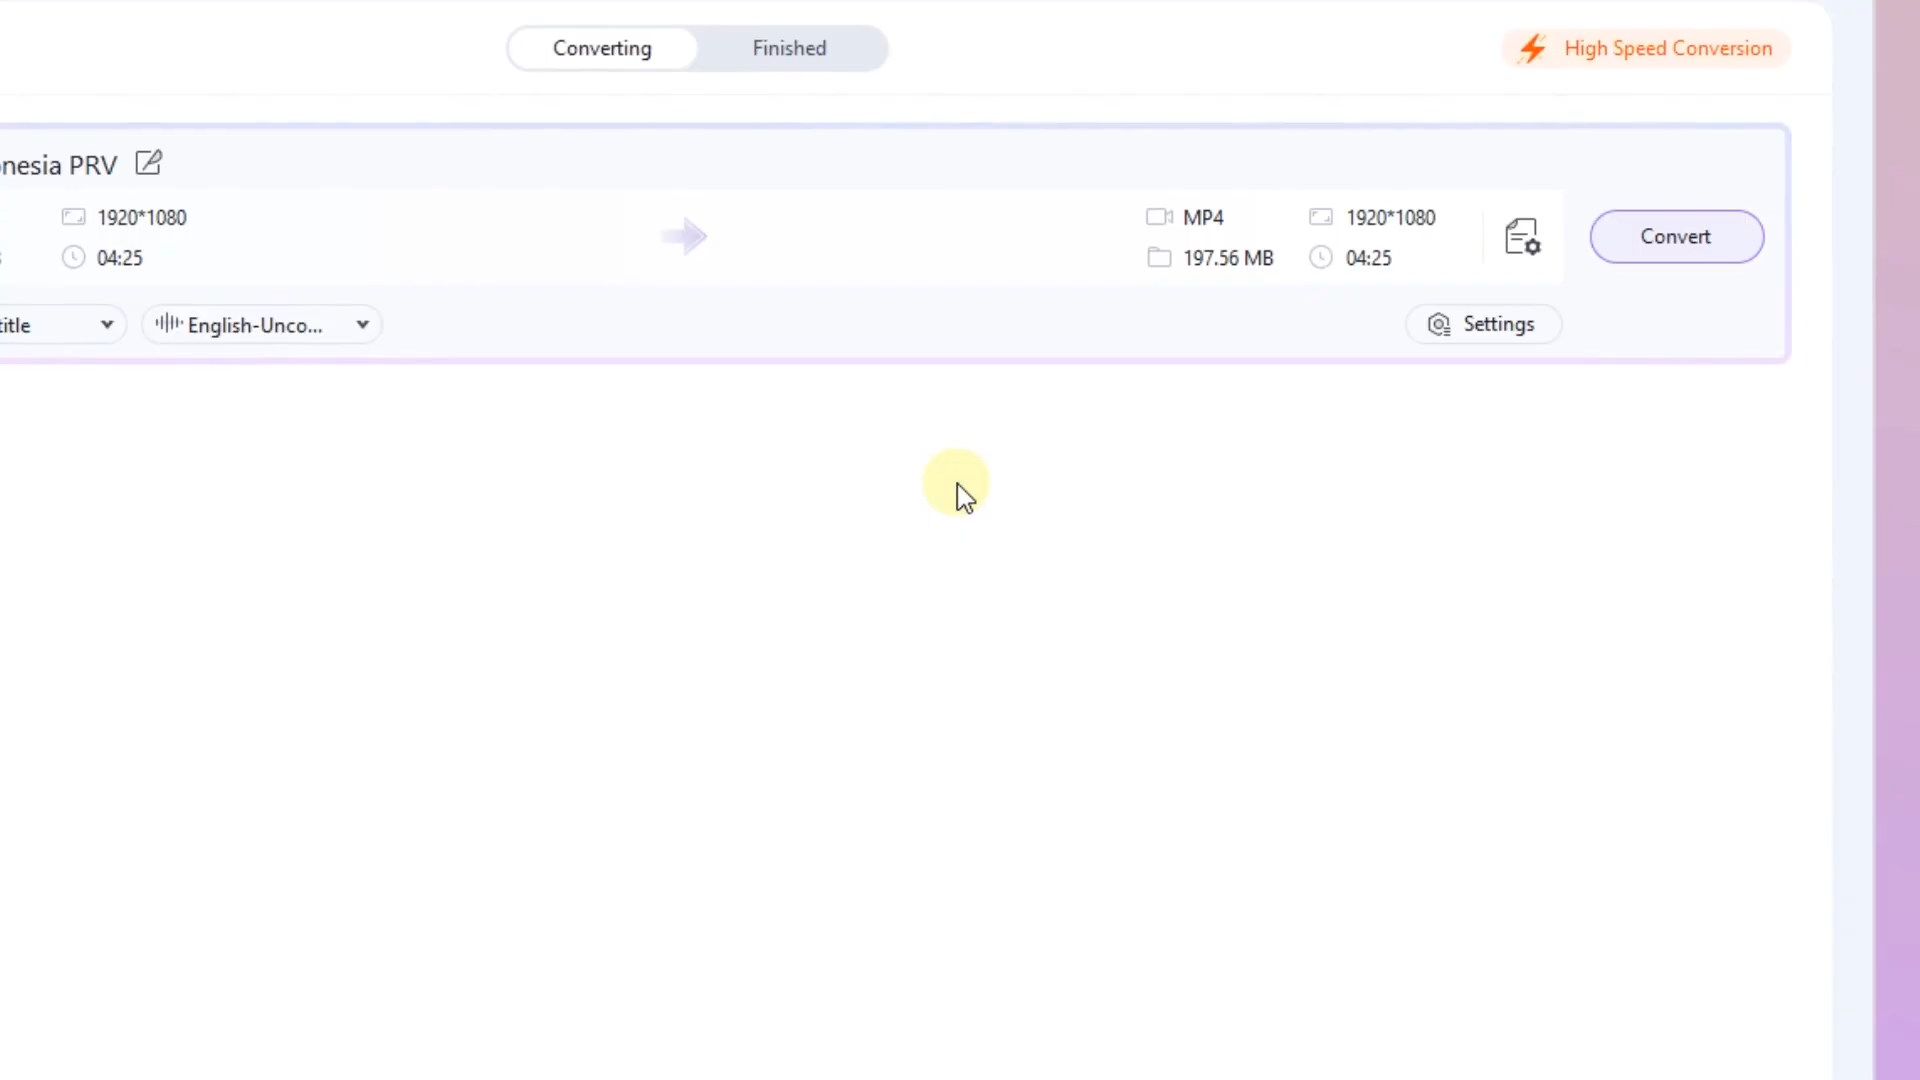 Converting Finished High Speed Conversion
nesia PRV
1920*1080 MP4 1920*1080
04:25 197.56 MB 04:25
Convert
title English-Unco... Settings